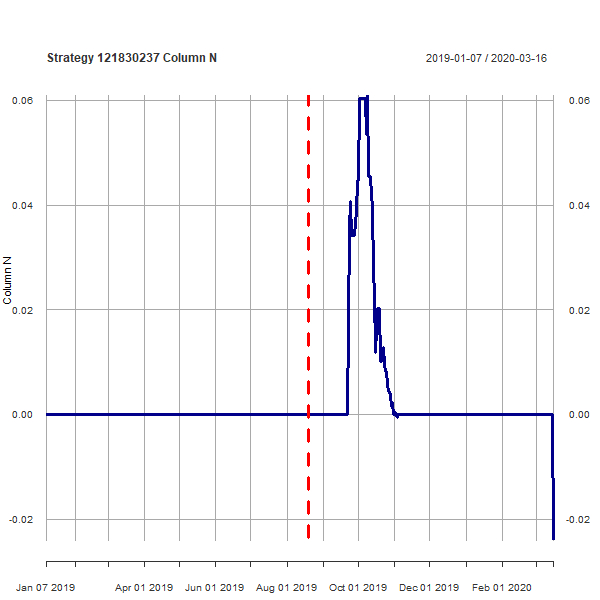 Strategy 121830237 Column N
2019-01-07 / 2020-03-16
0.06
0.06
0.04
0.04
0.02
0.02
0.00
0.00
-0.02
-0.02
Column N
Jan 07 2019
Apr 01 2019
Jun 01 2019
Aug 01 2019
Oct 01 2019
Dec 01 2019
Feb 01 2020